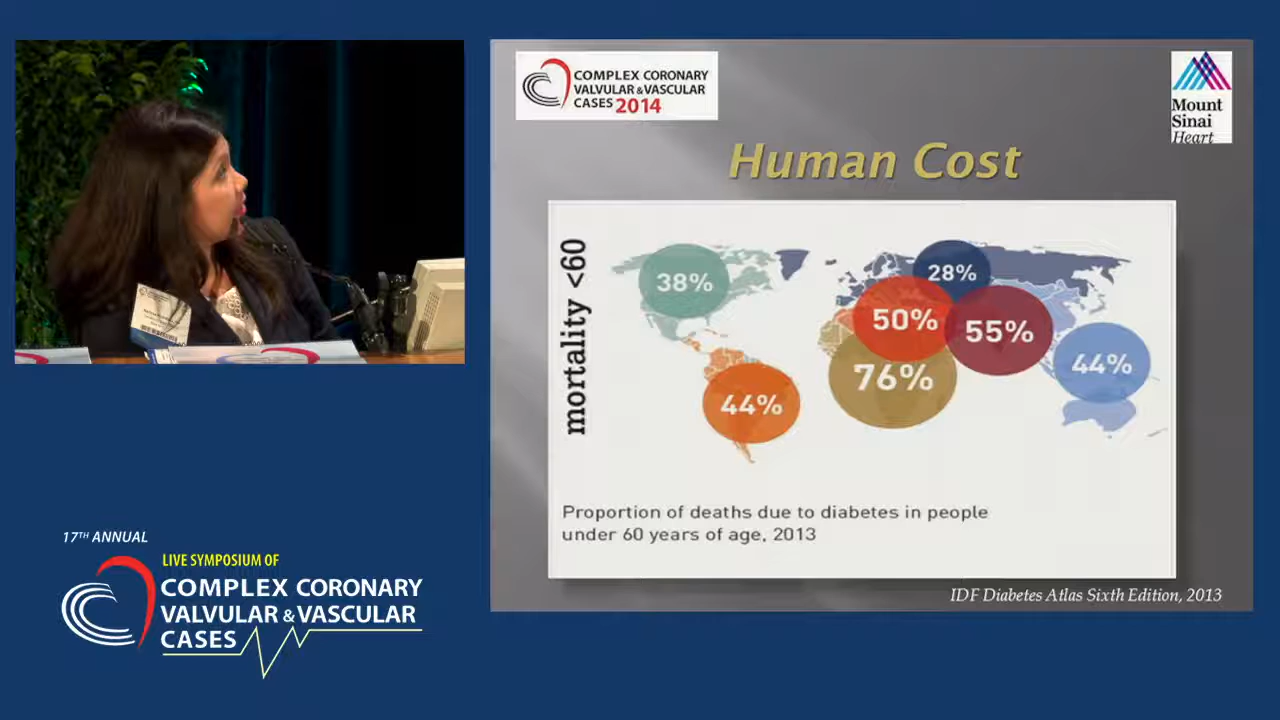 COMPLEX CORONARY
VALVULAR & VASCULAR
CASES 2014
Mount
Sinai
Heart
Human Cost
mortality <60
38%
28%
50%
55%
76%
44%
44%
Proportion of deaths due to diabetes in people
under 60 years of age, 2013
IDF Diabetes Atlas Sixth Edition, 2013
17TH ANNUAL
LIVE SYMPOSIUM OF
COMPLEX CORONARY
VALVULAR & VASCULAR
CASES